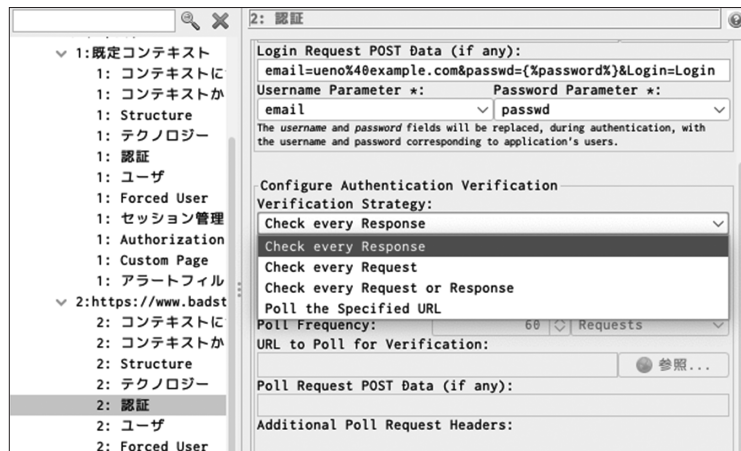 1:既定コンテキスト
1: コンテキストに
1: コンテキストか
1: Structure
1: テクノロジー
1: 認証
1: ユーザ
1: Forced User
1: セッション管理
1: Authorization
1: Custom Page
1: アラートフィル
2:https://www.badst
2: コンテキストに
2: コンテキストか
2: Structure
2: テクノロジー
2: 認証
2: ユーザ
2: Forced User
2: 認証
Login Request POST Data (if any):
email=ueno%40example.com&passwd={%password%}&Login=Login
Username Parameter *: Password Parameter *:
email passwd
The username and password fields will be replaced, during authentication, with
the username and password corresponding to application's users.
Configure Authentication Verification
Verification Strategy:
Check every Response
Check every Response
Check every Request
Check every Request or Response
Poll the Specified URL
Poll Frequency: 60 Requests
URL to Poll for Verification:
参照...
Poll Request POST Data (if any):
Additional Poll Request Headers: